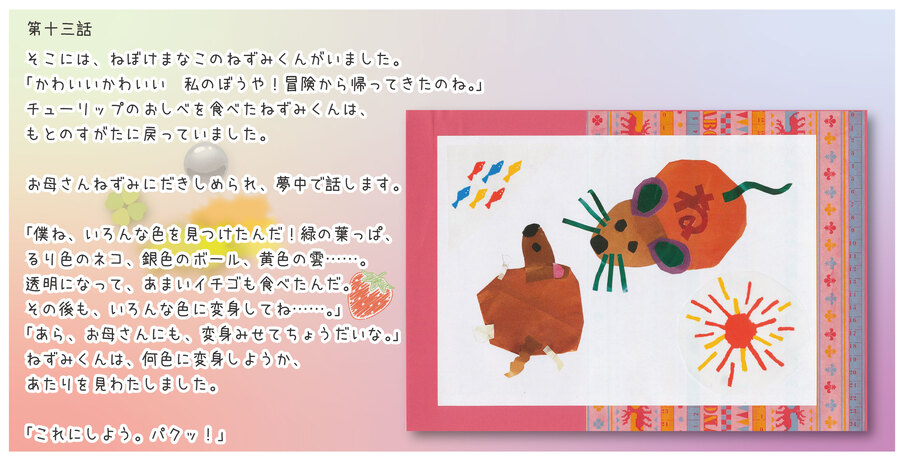 第十三話
そこには、ねぼけまなこのねずみくんがいました。
「かわいいかわいい　私のぼうや！冒険から帰ってきたのね。」
チューリップのおしべを食べたねずみくんは、
もとのすがたに戻っていました。
お母さんねずみにだきしめられ、夢中で話します。
「僕ね、いろんな色を見つけたんだ！緑の葉っぱ、
るり色のネコ、銀色のボール、黄色の雲……。
透明になって、あまいイチゴも食べたんだ。
その後も、いろんな色に変身してね……。」
「あら、お母さんにも、変身みせてちょうだいな。」
ねずみくんは、何色に変身しようか、
あたりを見わたしました。
「これにしよう。パクッ！」
ね